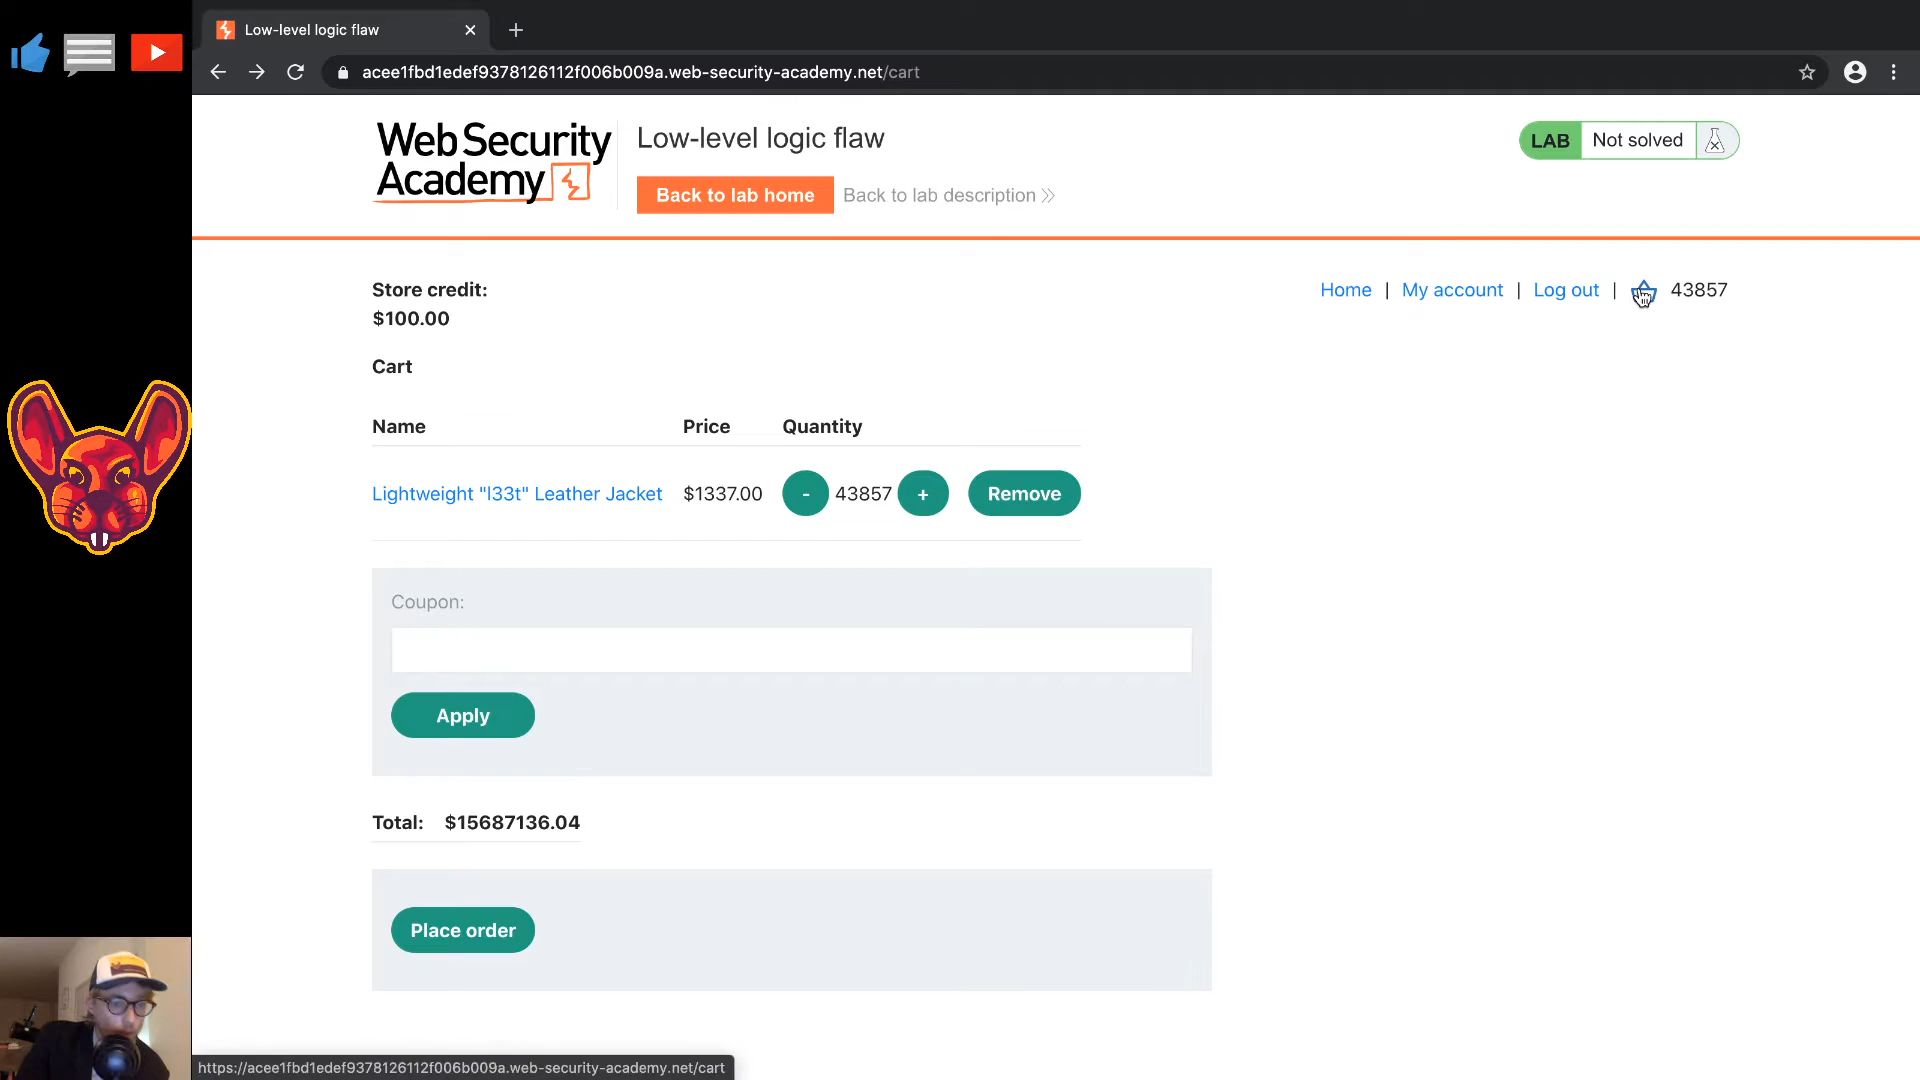 Low-level logic flaw
acee1fbd1edef9378126112f006b009a.web-security-academy.net/cart
Web Security
Academy
Low-level logic flaw
Back to lab home
Back to lab description
LAB
Not solved
Store credit:
$100.00
Home | My account | Log out | 43857
Cart
Name Price Quantity
Lightweight "l33t" Leather Jacket $1337.00 - 43857 + Remove
Coupon:
Apply
Total: $15687136.04
Place order
https://acee1fbd1edef9378126112f006b009a.web-security-academy.net/cart